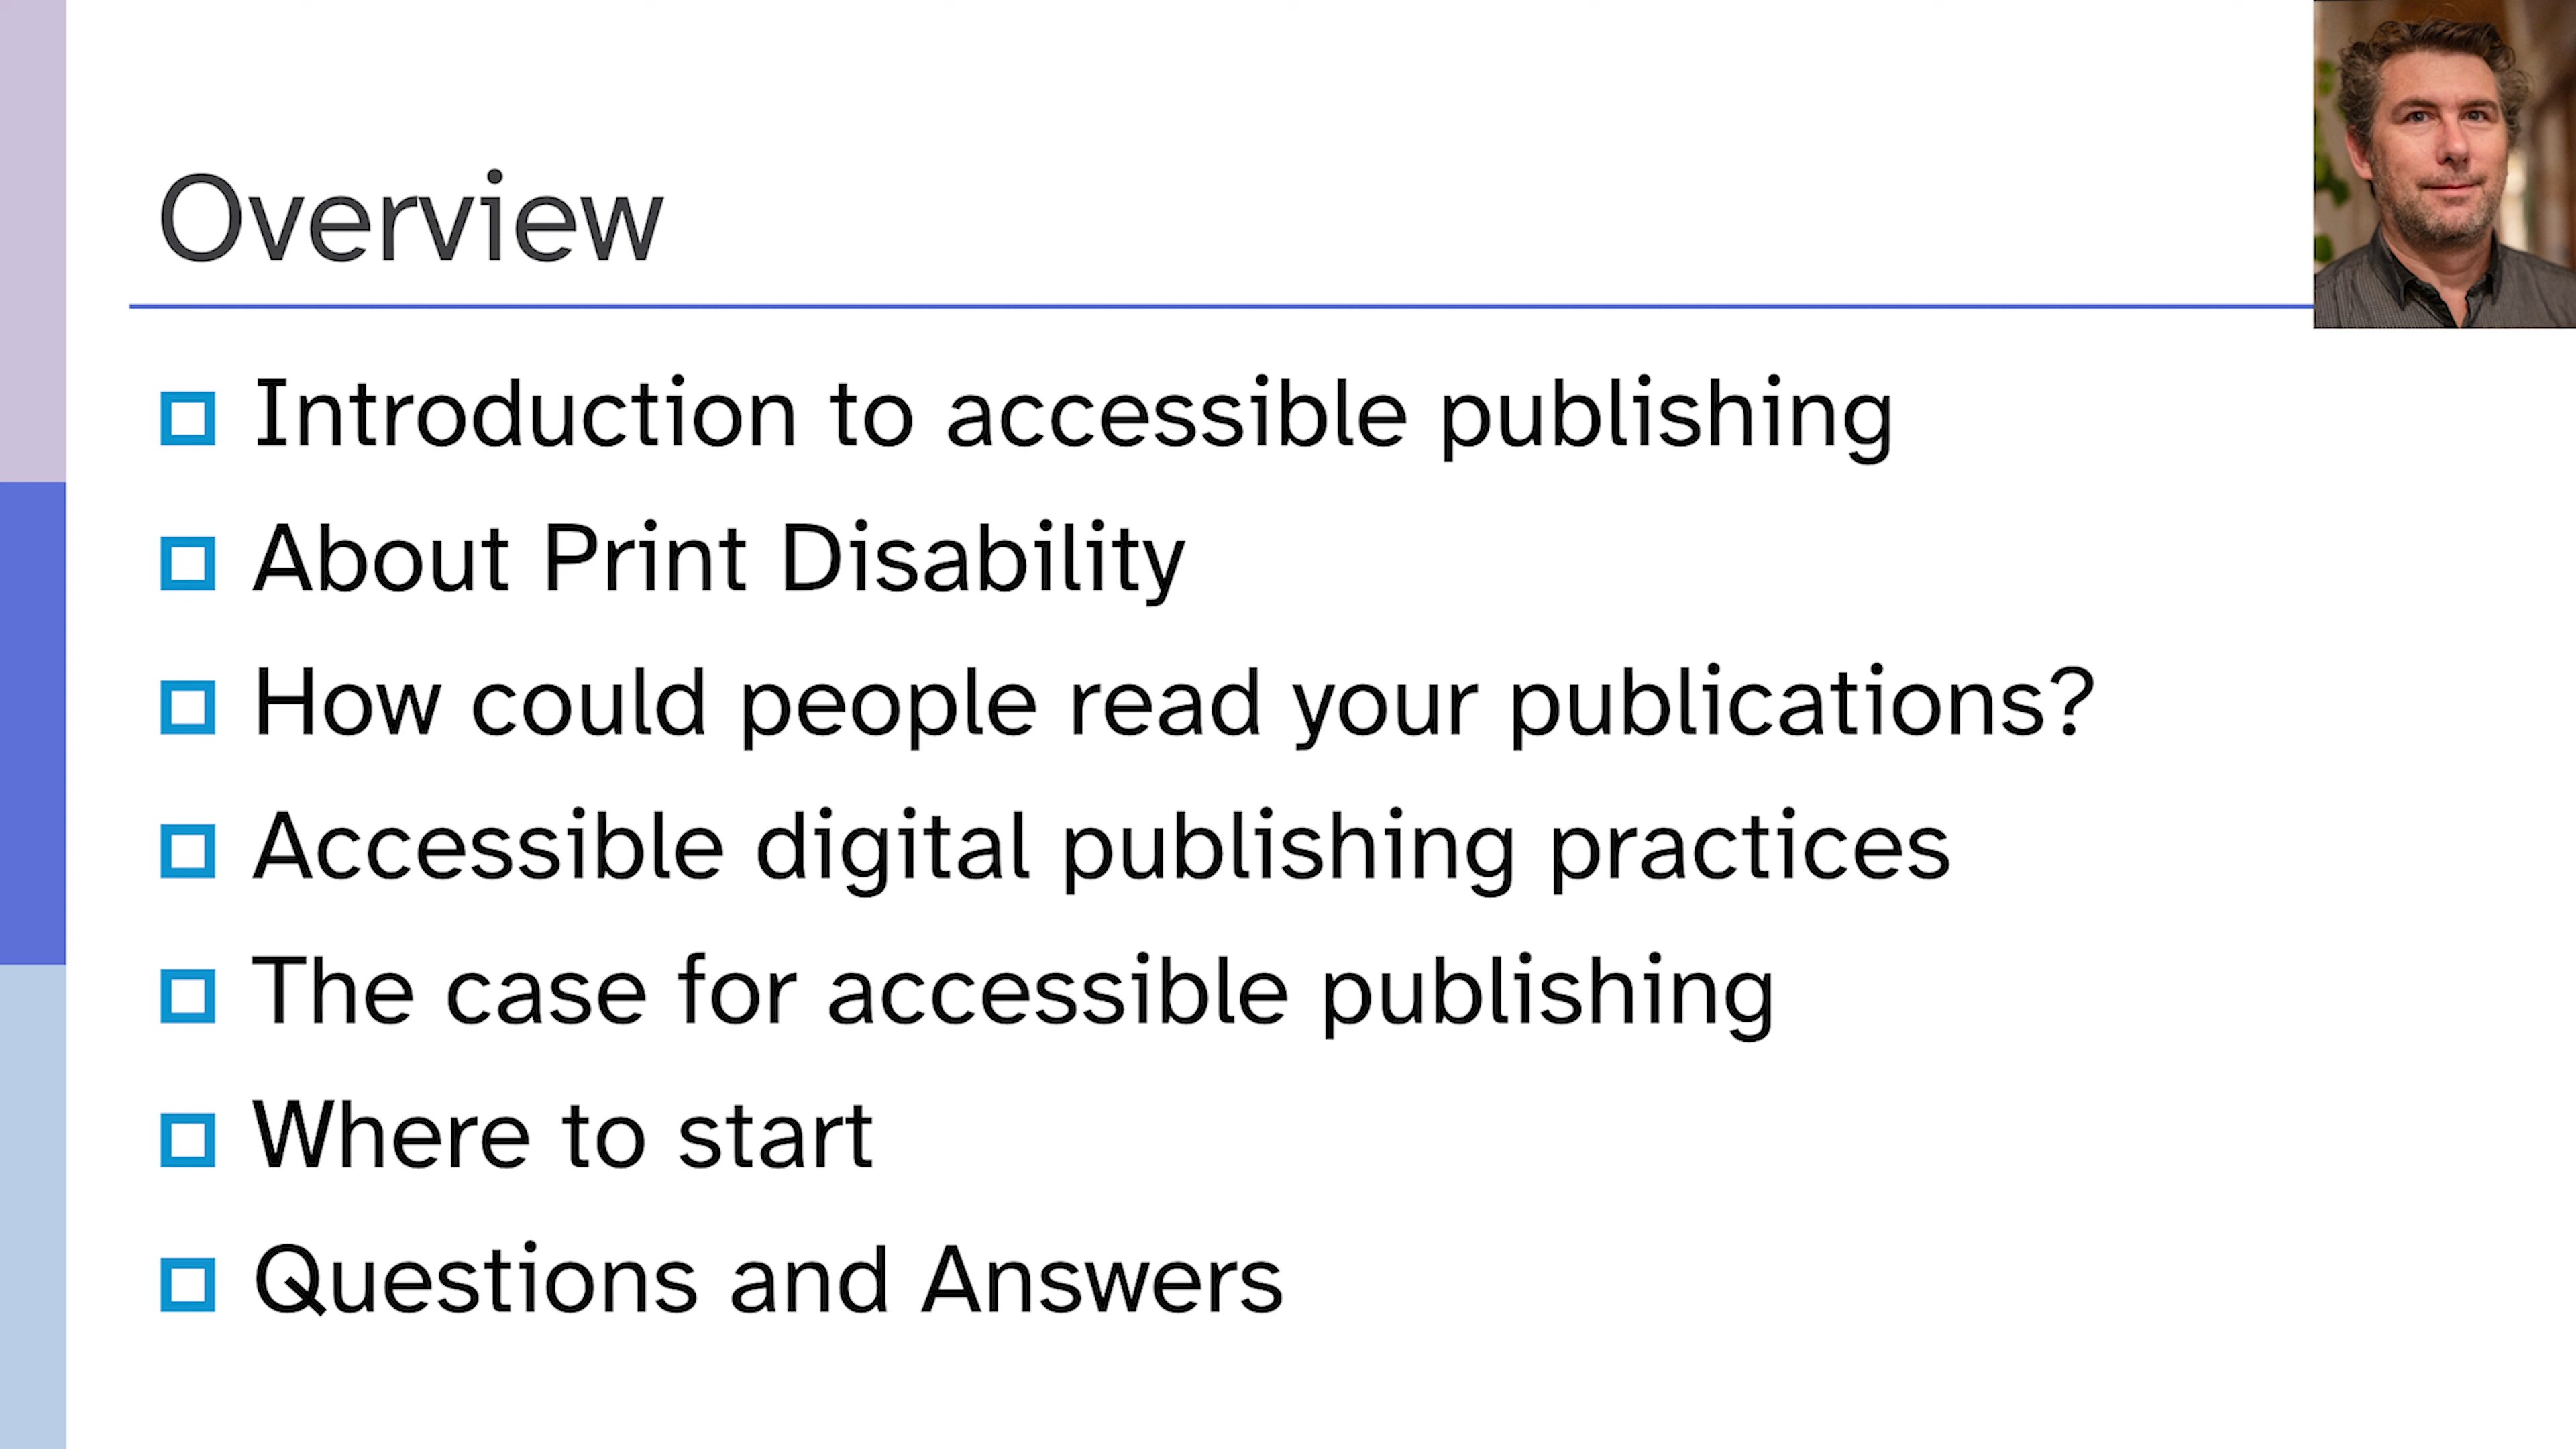 Overview
Introduction to accessible publishing
About Print Disability
How could people read your publications?
Accessible digital publishing practices
The case for accessible publishing
Where to start
Questions and Answers